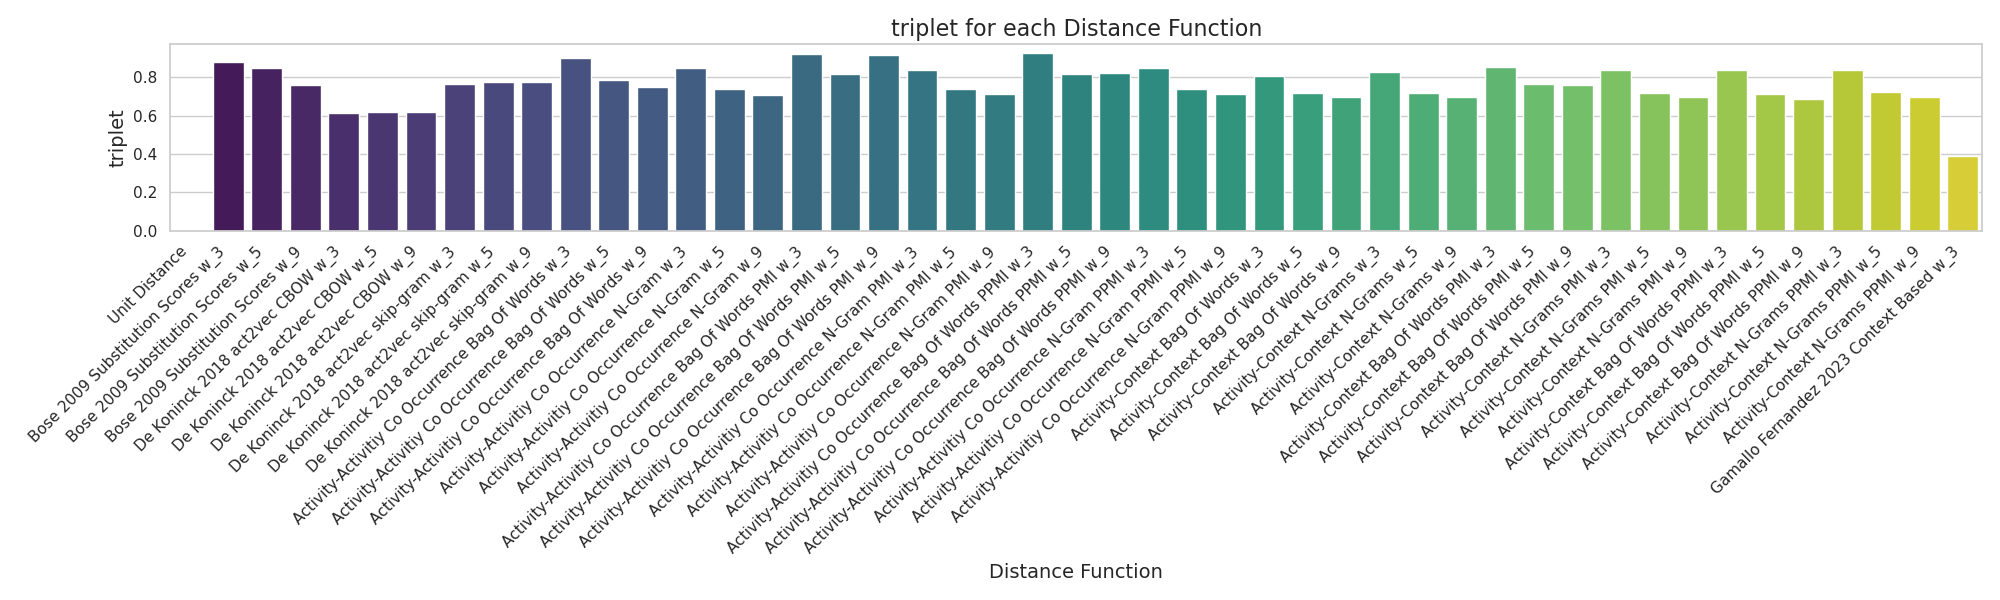 triplet for each Distance Function
triplet
0.8
0.6
0.4
0.2
0.0
Unit Distance
Bose 2009 Substitution Scores w_3
Bose 2009 Substitution Scores w_5
Bose 2009 Substitution Scores w_9
De Koninck 2018 act2vec CBOW w_3
De Koninck 2018 act2vec CBOW w_5
De Koninck 2018 act2vec CBOW w_9
De Koninck 2018 act2vec skip-gram w_3
De Koninck 2018 act2vec skip-gram w_5
De Koninck 2018 act2vec skip-gram w_9
Activity-Activitiy Co Occurrence Bag Of Words w_3
Activity-Activitiy Co Occurrence Bag Of Words w_5
Activity-Activitiy Co Occurrence Bag Of Words w_9
Activity-Activitiy Co Occurrence N-Gram w_3
Activity-Activitiy Co Occurrence N-Gram w_5
Activity-Activitiy Co Occurrence N-Gram w_9
Activity-Activitiy Co Occurrence Bag Of Words PMI w_3
Activity-Activitiy Co Occurrence Bag Of Words PMI w_5
Activity-Activitiy Co Occurrence Bag Of Words PMI w_9
Activity-Activitiy Co Occurrence N-Gram PMI w_3
Activity-Activitiy Co Occurrence N-Gram PMI w_5
Activity-Activitiy Co Occurrence N-Gram PMI w_9
Activity-Activitiy Co Occurrence Bag Of Words PPMI w_3
Activity-Activitiy Co Occurrence Bag Of Words PPMI w_5
Activity-Activitiy Co Occurrence Bag Of Words PPMI w_9
Activity-Activitiy Co Occurrence N-Gram PPMI w_3
Activity-Activitiy Co Occurrence N-Gram PPMI w_5
Activity-Activitiy Co Occurrence N-Gram PPMI w_9
Activity-Context Bag Of Words w_3
Activity-Context Bag Of Words w_5
Activity-Context Bag Of Words w_9
Activity-Context N-Grams w_3
Activity-Context N-Grams w_5
Activity-Context N-Grams w_9
Activity-Context Bag Of Words PMI w_3
Activity-Context Bag Of Words PMI w_5
Activity-Context Bag Of Words PMI w_9
Activity-Context N-Grams PMI w_3
Activity-Context N-Grams PMI w_5
Activity-Context N-Grams PMI w_9
Activity-Context Bag Of Words PPMI w_3
Activity-Context Bag Of Words PPMI w_5
Activity-Context Bag Of Words PPMI w_9
Activity-Context N-Grams PPMI w_3
Activity-Context N-Grams PPMI w_5
Activity-Context N-Grams PPMI w_9
Gamallo Fernandez 2023 Context Based w_3
Distance Function